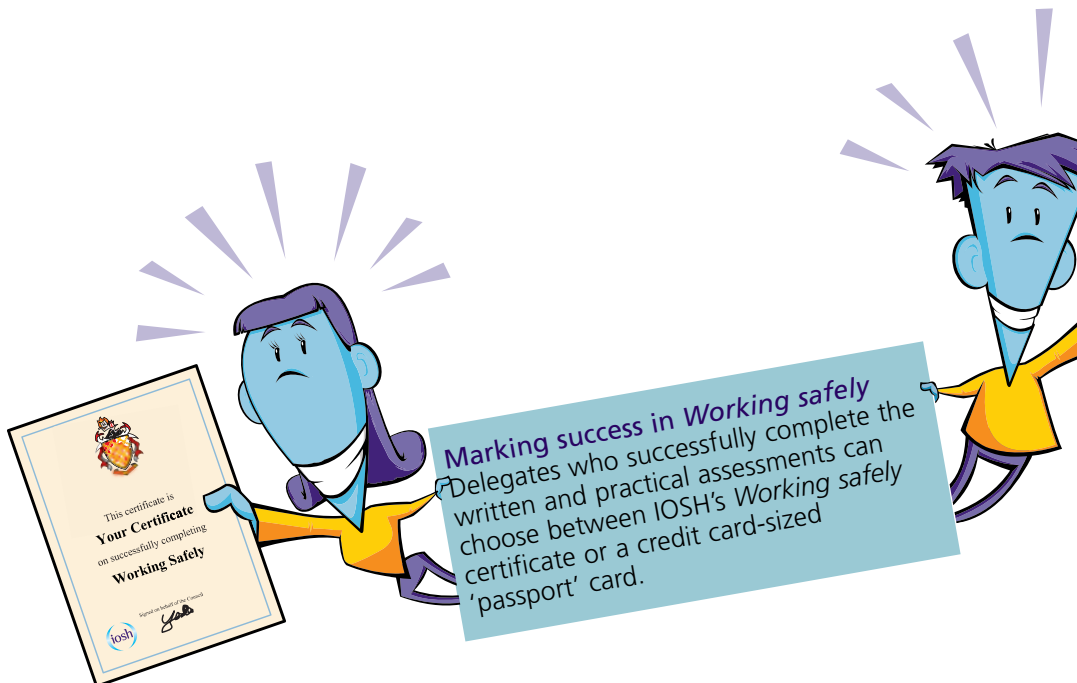 This certificate is
Your Certificate
on successfully completing
Working Safely
Signed on behalf of the Council
iosh
Marking success in Working safely
Delegates who successfully complete the
written and practical assessments can
choose between IOSH’s Working safely
certificate or a credit card-sized
‘passport’ card.